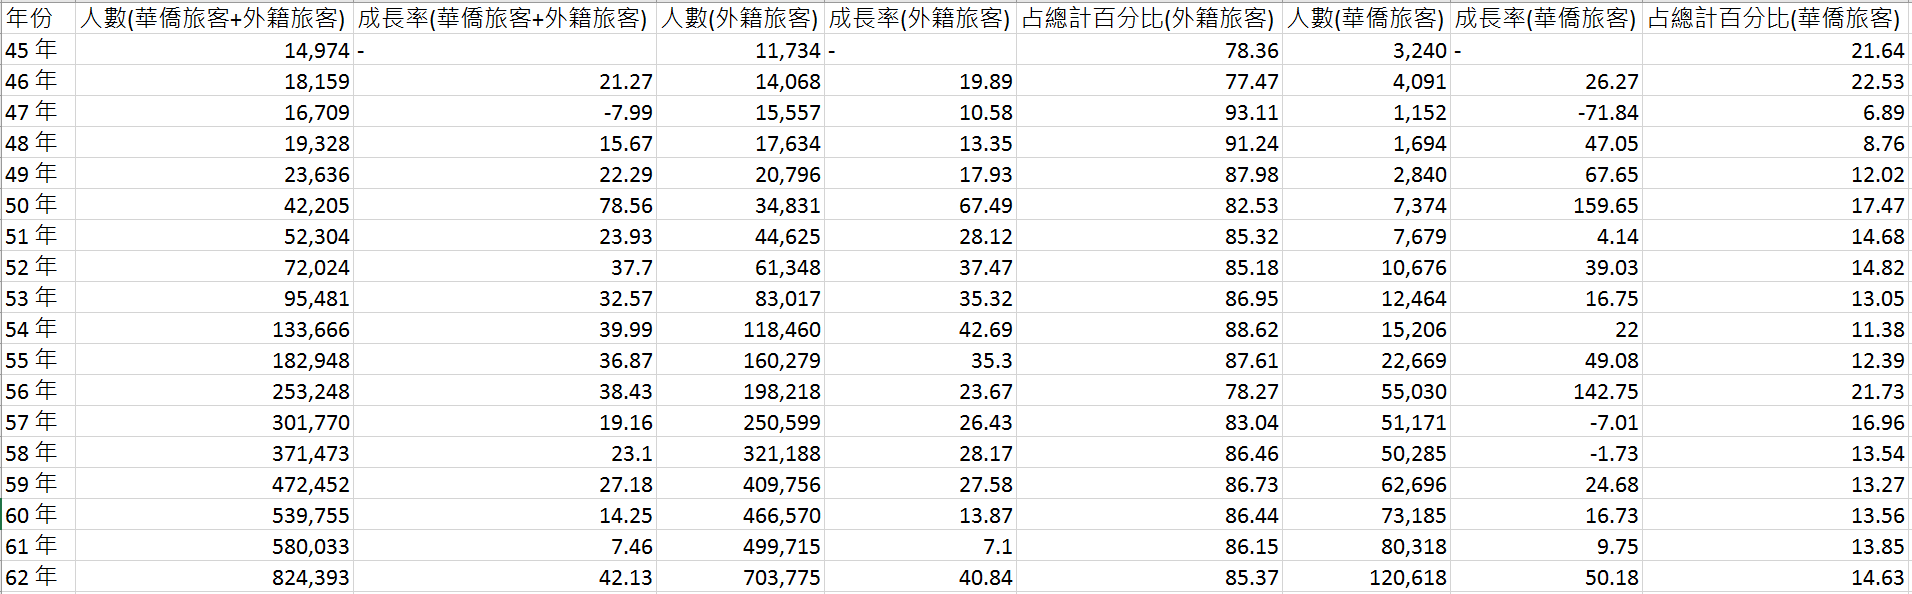 年份 人數(華僑旅客+外籍旅客) 成長率(華僑旅客+外籍旅客) 人數(外籍旅客) 成長率(外籍旅客) 占總計百分比(外籍旅客) 人數(華僑旅客) 成長率(華僑旅客) 占總計百分比(華僑旅客)
45 年 14,974 - 11,734 - 78.36 3,240 - 21.64
46 年 18,159 21.27 14,068 19.89 77.47 4,091 26.27 22.53
47 年 16,709 -7.99 15,557 10.58 93.11 1,152 -71.84 6.89
48 年 19,328 15.67 17,634 13.35 91.24 1,694 47.05 8.76
49 年 23,636 22.29 20,796 17.93 87.98 2,840 67.65 12.02
50 年 42,205 78.56 34,831 67.49 82.53 7,374 159.65 17.47
51 年 52,304 23.93 44,625 28.12 85.32 7,679 4.14 14.68
52 年 72,024 37.7 61,348 37.47 85.18 10,676 39.03 14.82
53 年 95,481 32.57 83,017 35.32 86.95 12,464 16.75 13.05
54 年 133,666 39.99 118,460 42.69 88.62 15,206 22 11.38
55 年 182,948 36.87 160,279 35.3 87.61 22,669 49.08 12.39
56 年 253,248 38.43 198,218 23.67 78.27 55,030 142.75 21.73
57 年 301,770 19.16 250,599 26.43 83.04 51,171 -7.01 16.96
58 年 371,473 23.1 321,188 28.17 86.46 50,285 -1.73 13.54
59 年 472,452 27.18 409,756 27.58 86.73 62,696 24.68 13.27
60 年 539,755 14.25 466,570 13.87 86.44 73,185 16.73 13.56
61 年 580,033 7.46 499,715 7.1 86.15 80,318 9.75 13.85
62 年 824,393 42.13 703,775 40.84 85.37 120,618 50.18 14.63